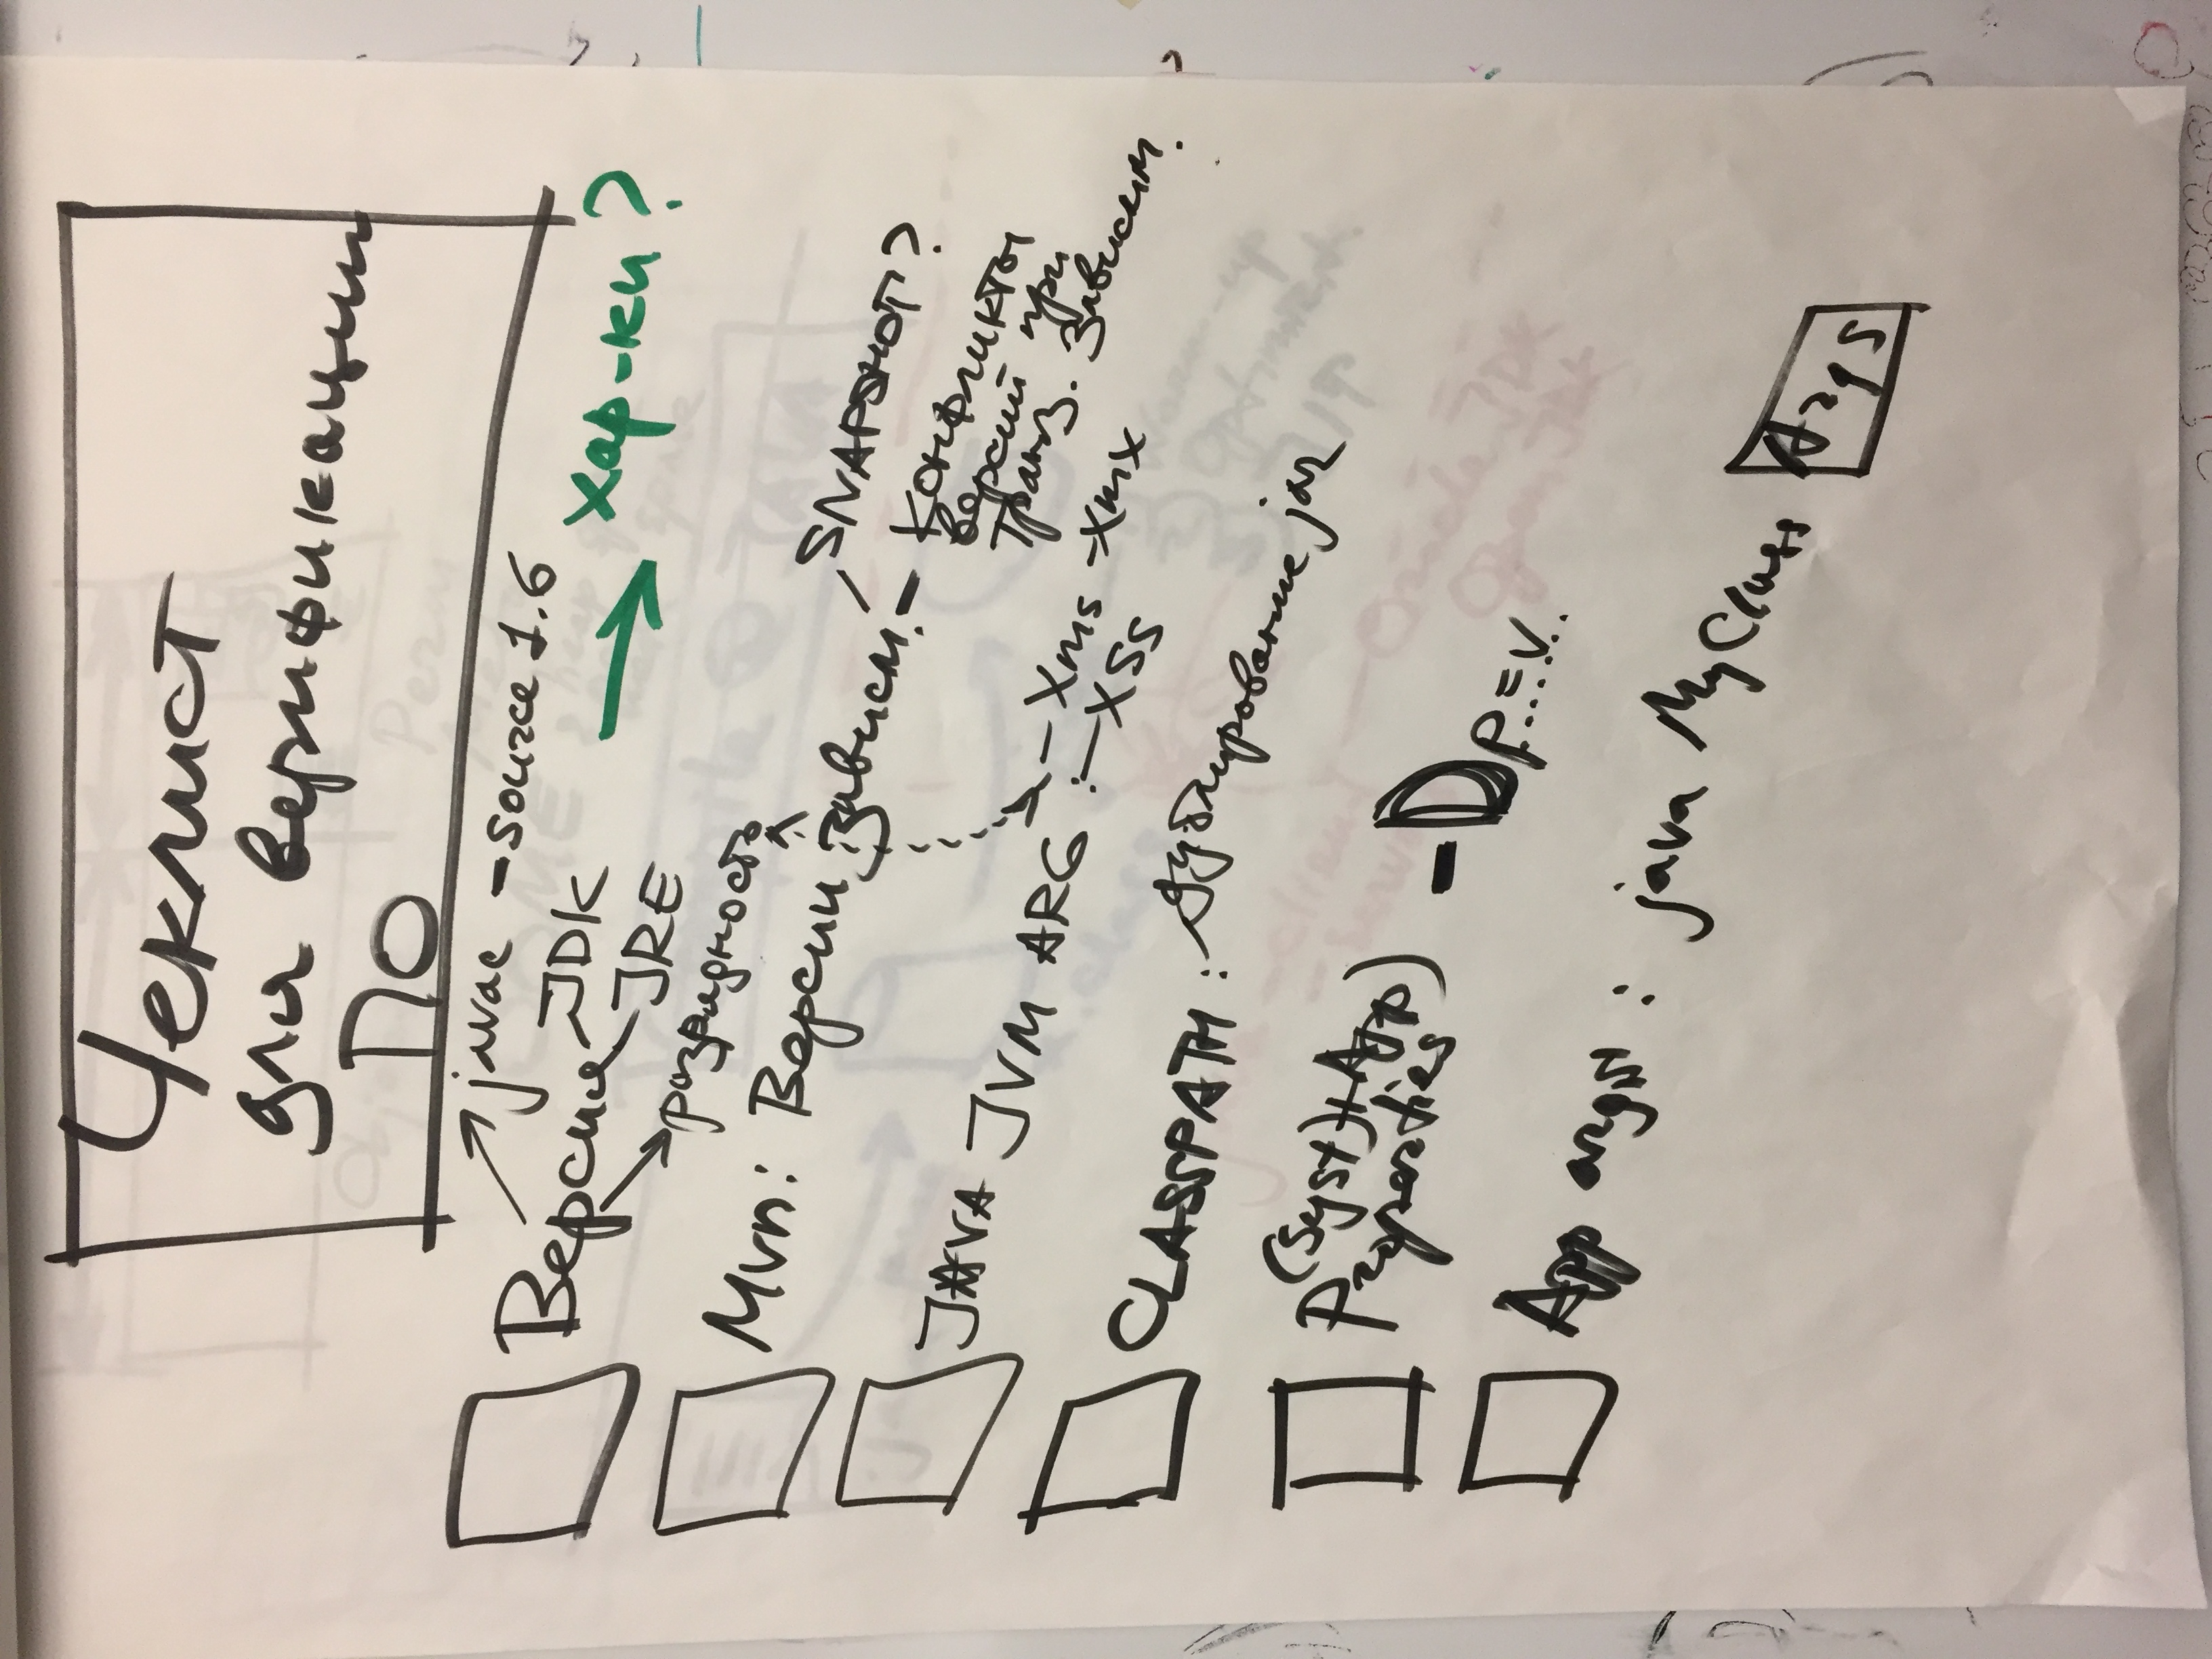 Чеклист
для верификации
ПО
javac -source 1.6
Версия
JDK
JRE
разрядность
хар-ки?
Mvn: Версии зависим. -
SNAPSHOT?
Конфликты
версий при
Транз. Зависим.
JAVA JVM ARG : -Xms -Xmx
-XSS
CLASSPATH : дублирование jar
(Syst)+App)
Properties
-Dp=v
App args : java MyClass Args